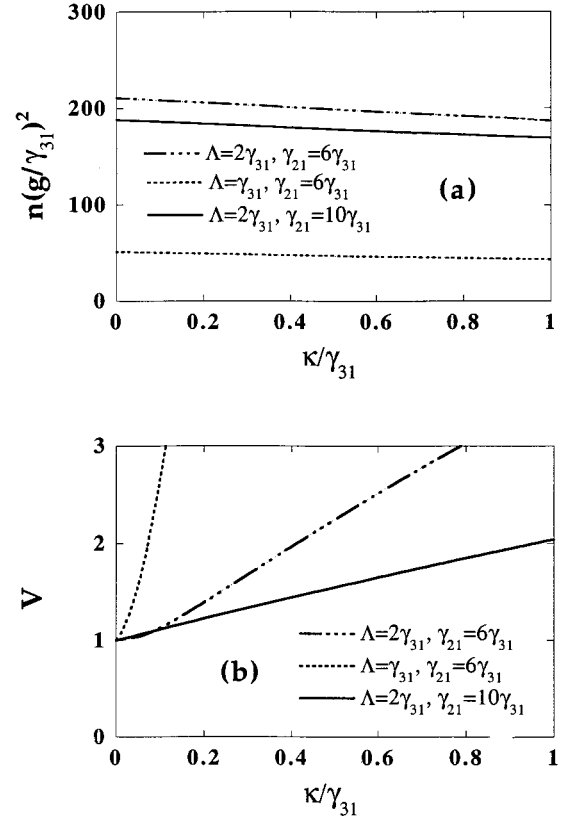 300
200
100
0
n(g/γ₃₁)²
Λ=2γ₃₁, γ₂₁=6γ₃₁
Λ=γ₃₁, γ₂₁=6γ₃₁
Λ=2γ₃₁, γ₂₁=10γ₃₁
(a)
0 0.2 0.4 0.6 0.8 1
κ/γ₃₁
3
2
1
0
V
Λ=2γ₃₁, γ₂₁=6γ₃₁
Λ=γ₃₁, γ₂₁=6γ₃₁
Λ=2γ₃₁, γ₂₁=10γ₃₁
(b)
0 0.2 0.4 0.6 0.8 1
κ/γ₃₁